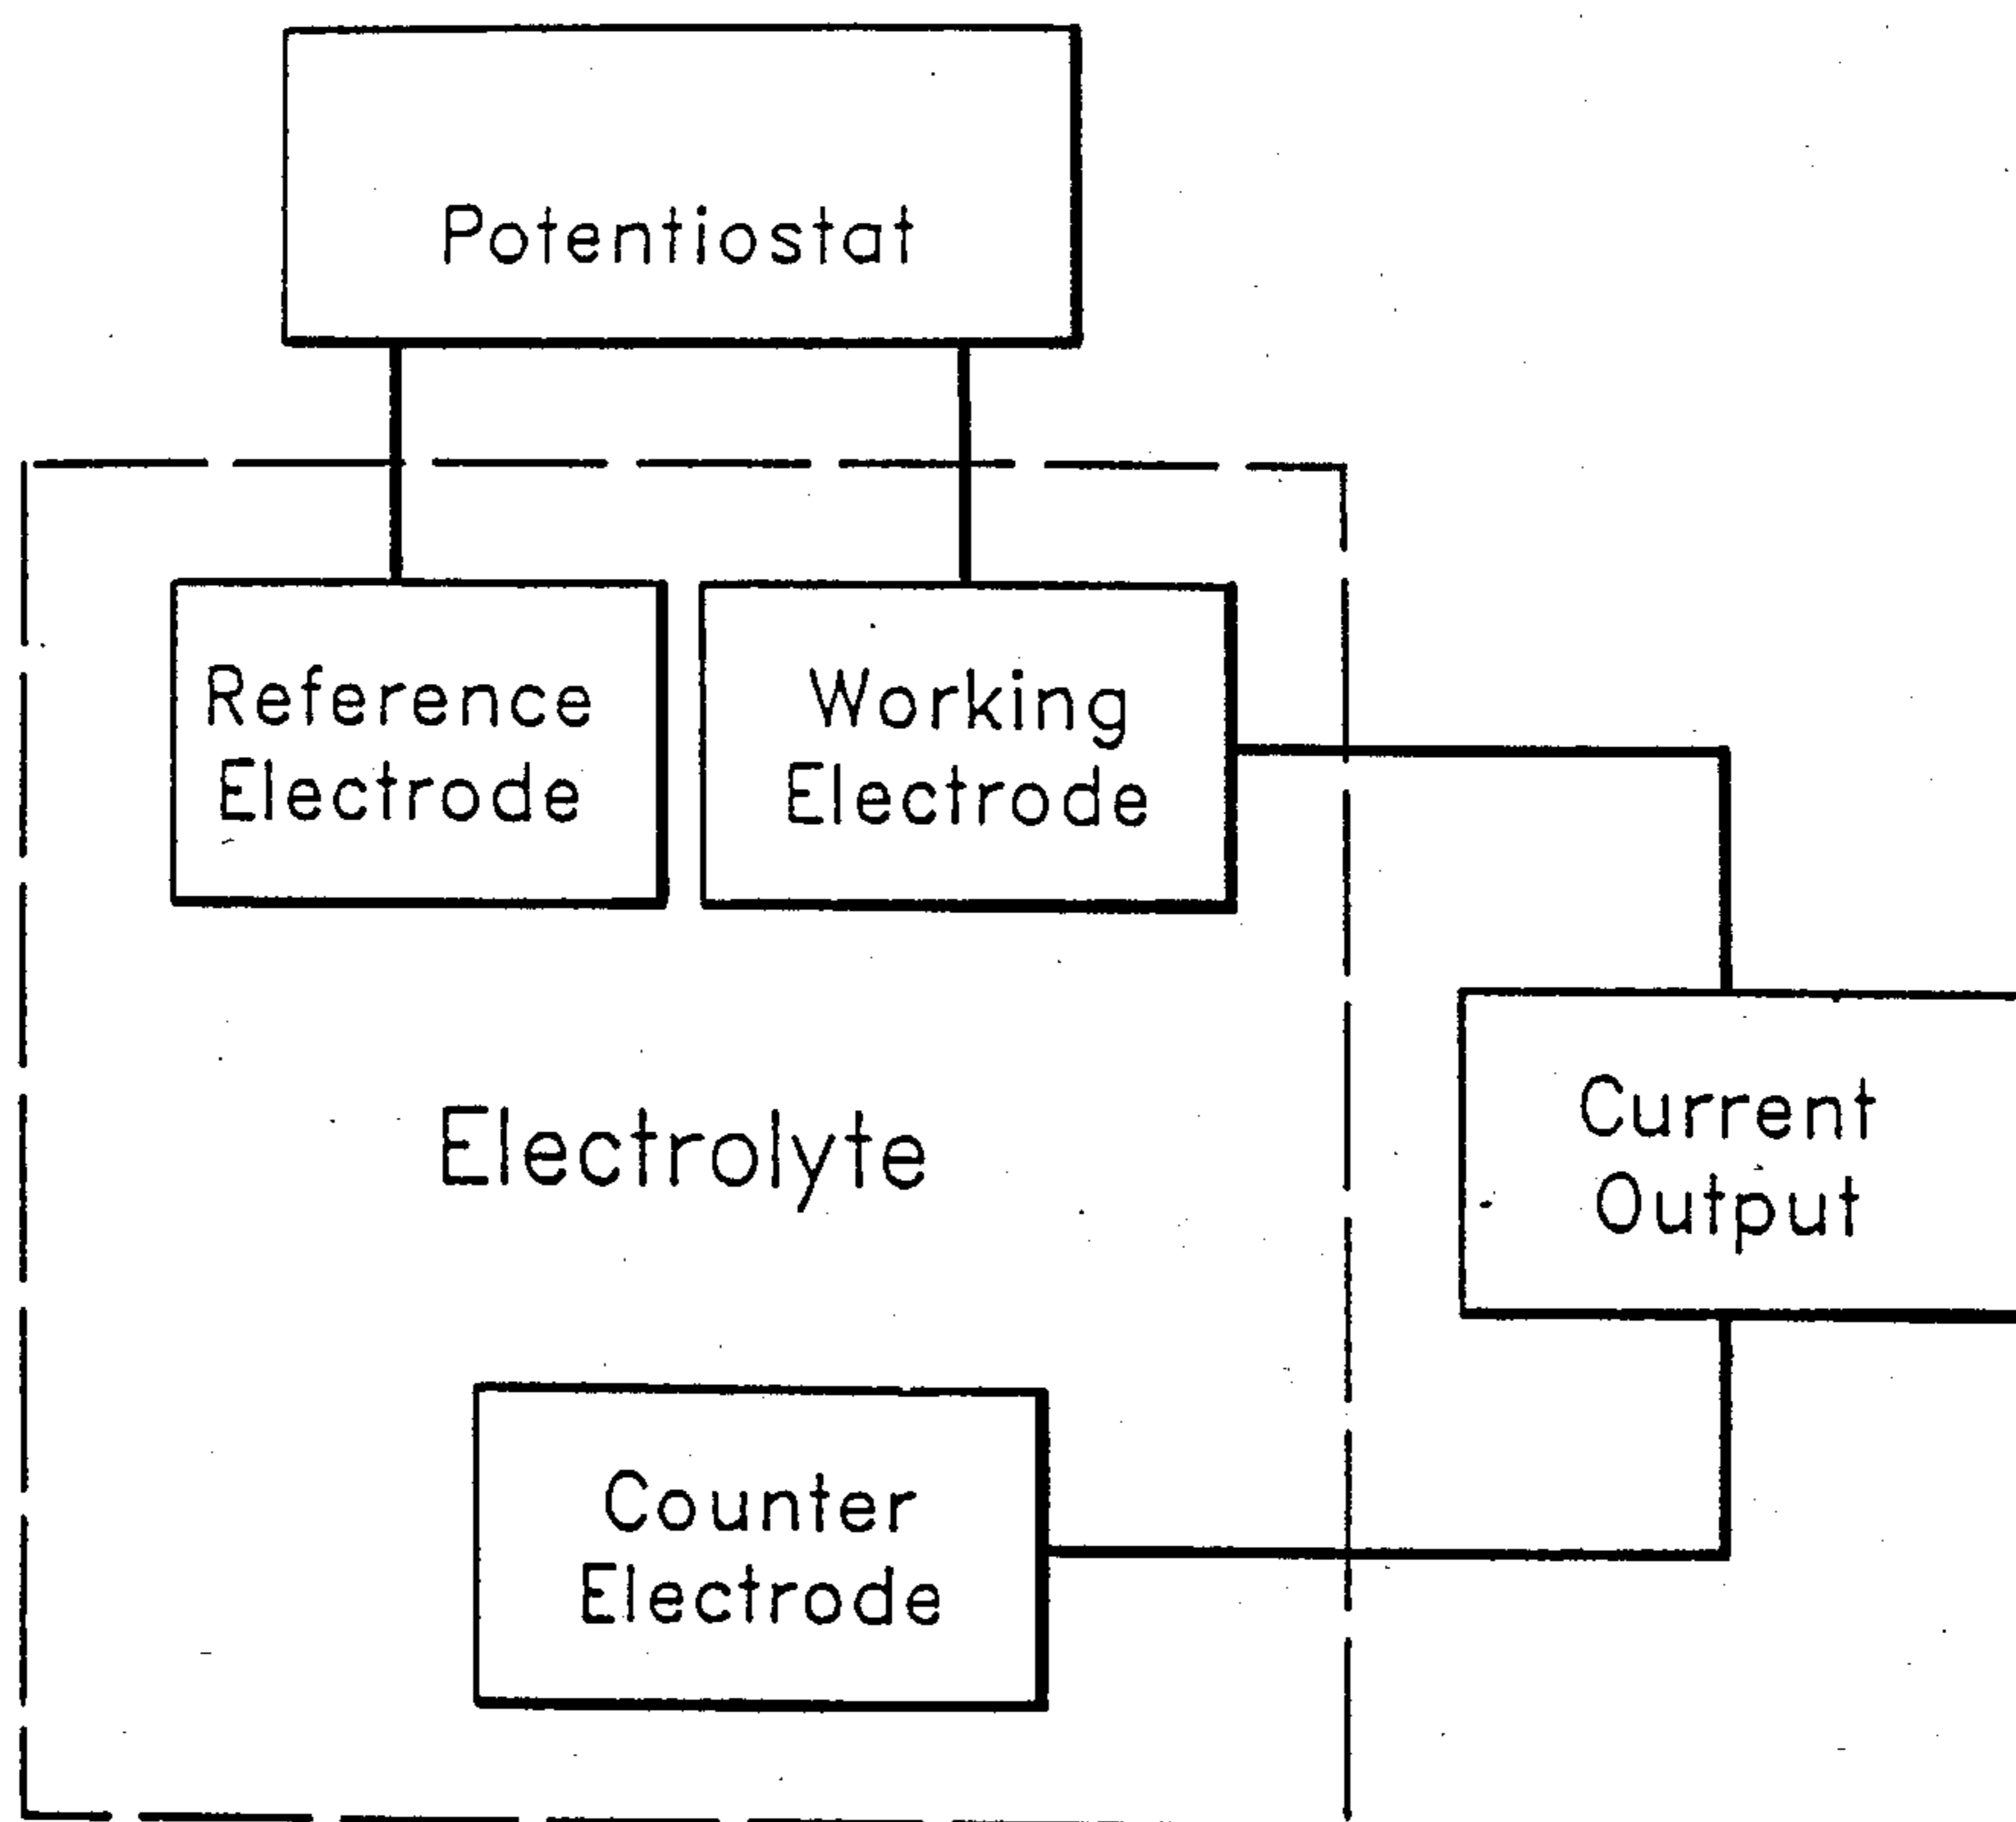 Potentiostat
Reference
Electrode
Working
Electrode
Electrolyte
Current
Output
Counter
Electrode